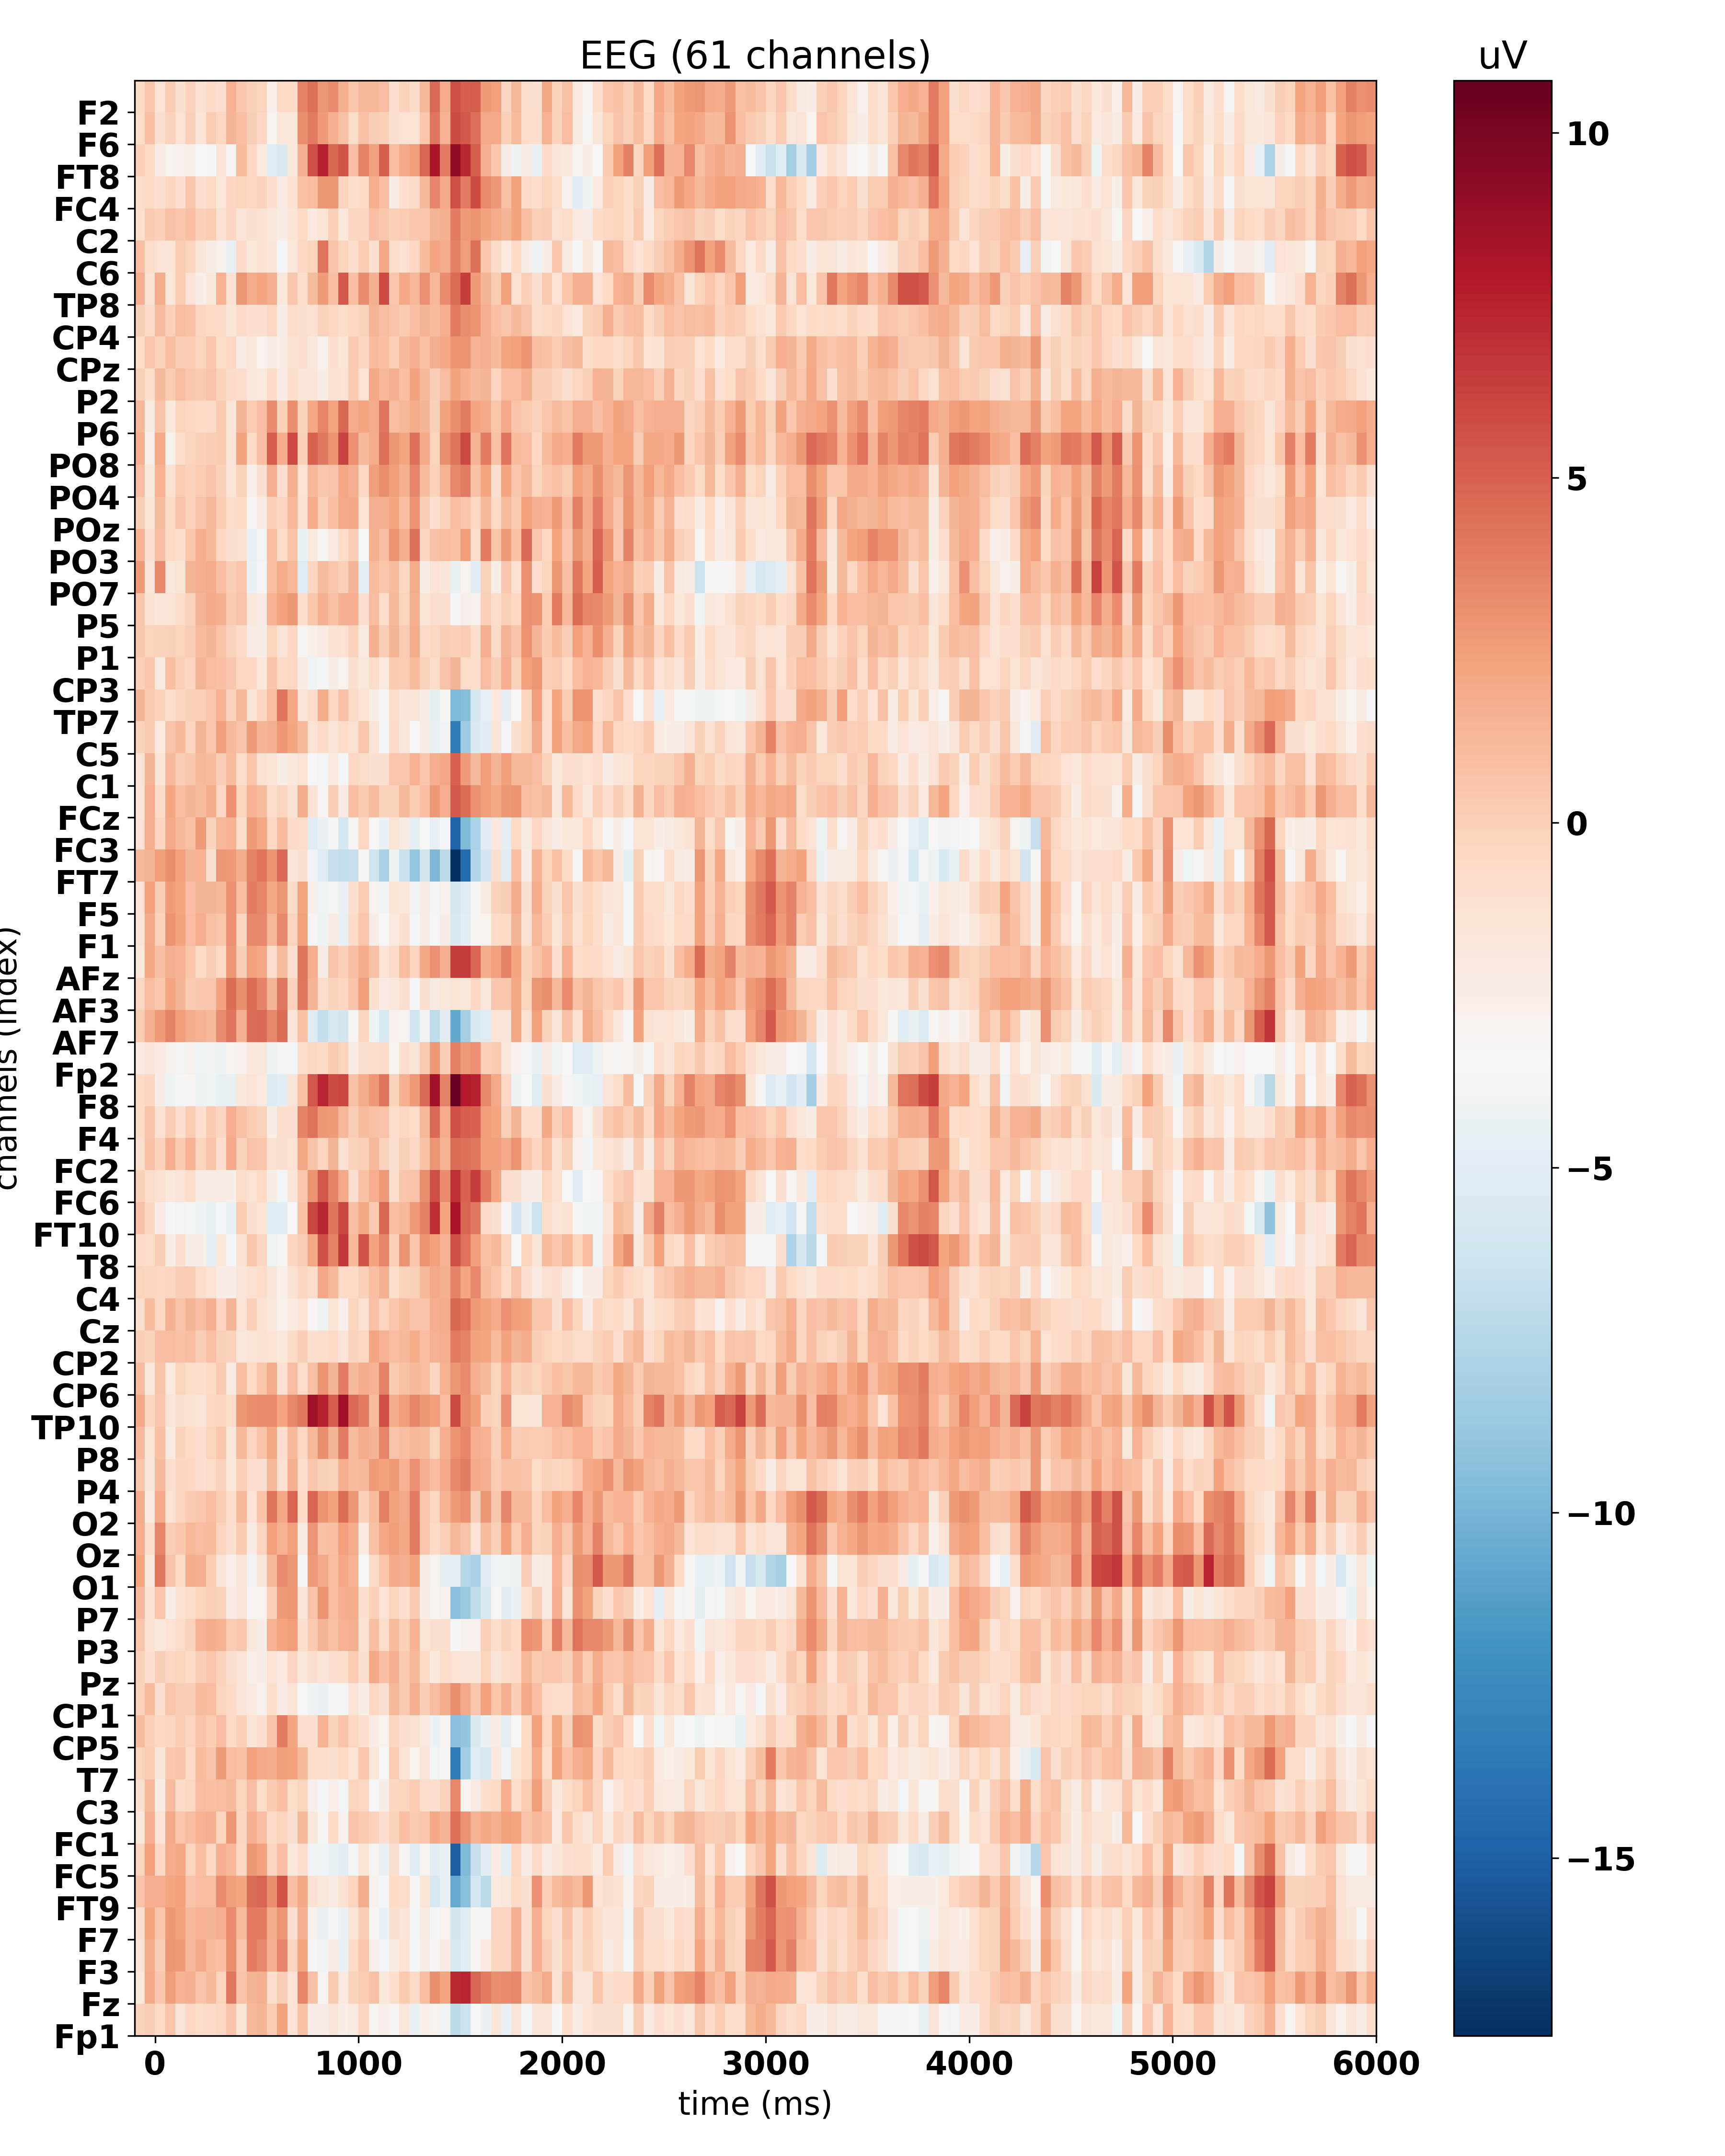 EEG (61 channels)
uV
F2
F6
FT8
FC4
C2
C6
TP8
CP4
CPz
P2
P6
PO8
PO4
POz
PO3
PO7
P5
P1
CP3
TP7
C5
C1
FCz
FC3
FT7
F5
F1
AFz
AF3
AF7
Fp2
F8
F4
FC2
FC6
FT10
T8
C4
Cz
CP2
CP6
TP10
P8
P4
O2
Oz
O1
P7
P3
Pz
CP1
CP5
T7
C3
FC1
FC5
FT9
F7
F3
Fz
Fp1
channels (index)
0 1000 2000 3000 4000 5000 6000
time (ms)
10
5
0
−5
−10
−15